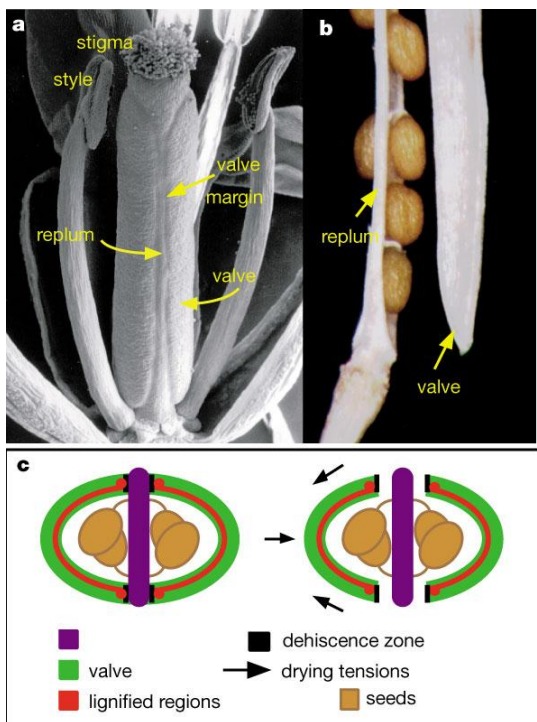 a
stigma
style
valve
margin
replum
valve
b
replum
valve
c
dehiscence zone
valve
drying tensions
lignified regions
seeds